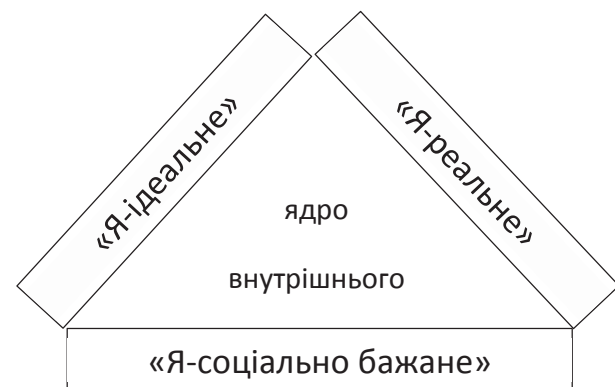 «Я-ідеальне»
«Я-реальне»
ядро
внутрішнього
«Я-соціально бажане»